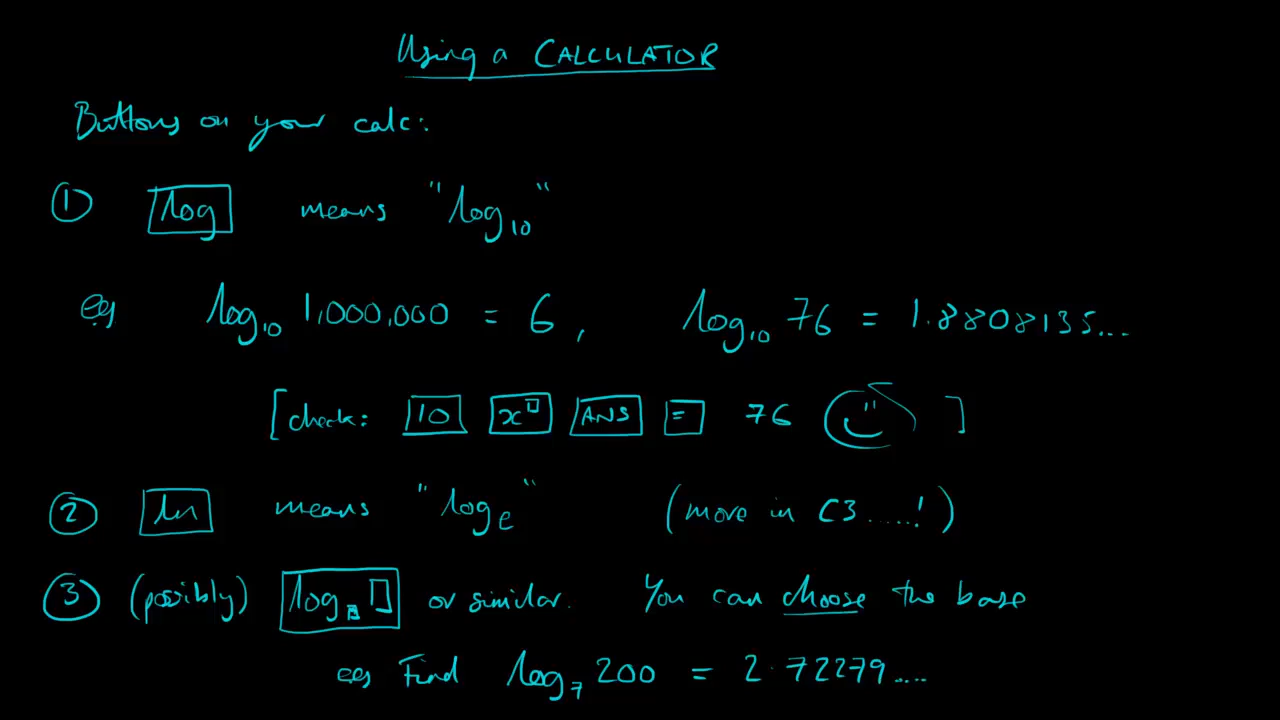 Using a CALCULATOR
Buttons on your calc:
① log means "log₁₀"
eg log₁₀ 1,000,000 = 6, log₁₀ 76 = 1.8808135...
[check: 10 x^□ ANS = 76 ]
② ln means "logₑ" (more in C3.....!)
③ (possibly) log□ □ or similar. You can choose the base
eg Find log₇ 200 = 2.72279....